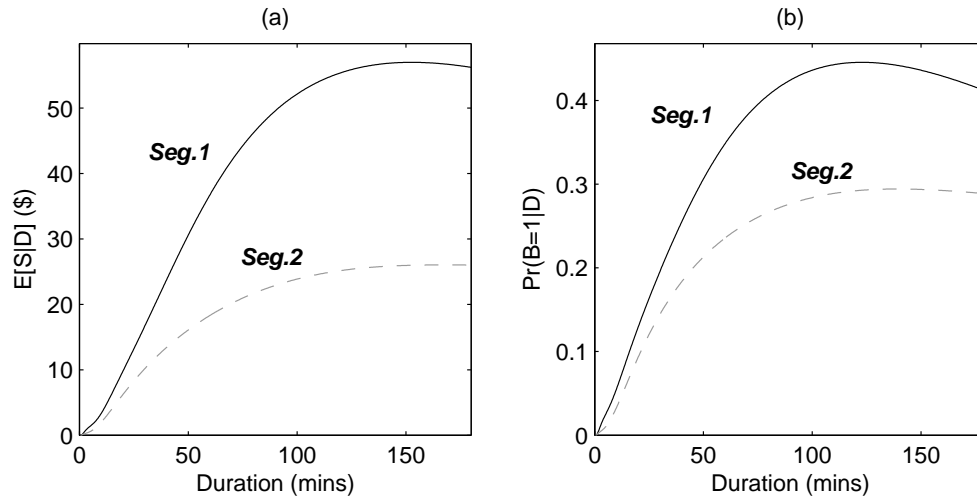 (a)
E[S|D] ($)
50
40
30
20
10
0
Seg.1
Seg.2
0 50 100 150
Duration (mins)
(b)
Pr(B=1|D)
0.4
0.3
0.2
0.1
0
Seg.1
Seg.2
0 50 100 150
Duration (mins)